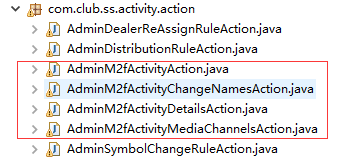 com.club.ss.activity.action
AdminDealerReAssignRuleAction.java
AdminDistributionRuleAction.java
AdminM2fActivityAction.java
AdminM2fActivityChangeNamesAction.java
AdminM2fActivityDetailsAction.java
AdminM2fActivityMediaChannelsAction.java
AdminSymbolChangeRuleAction.java